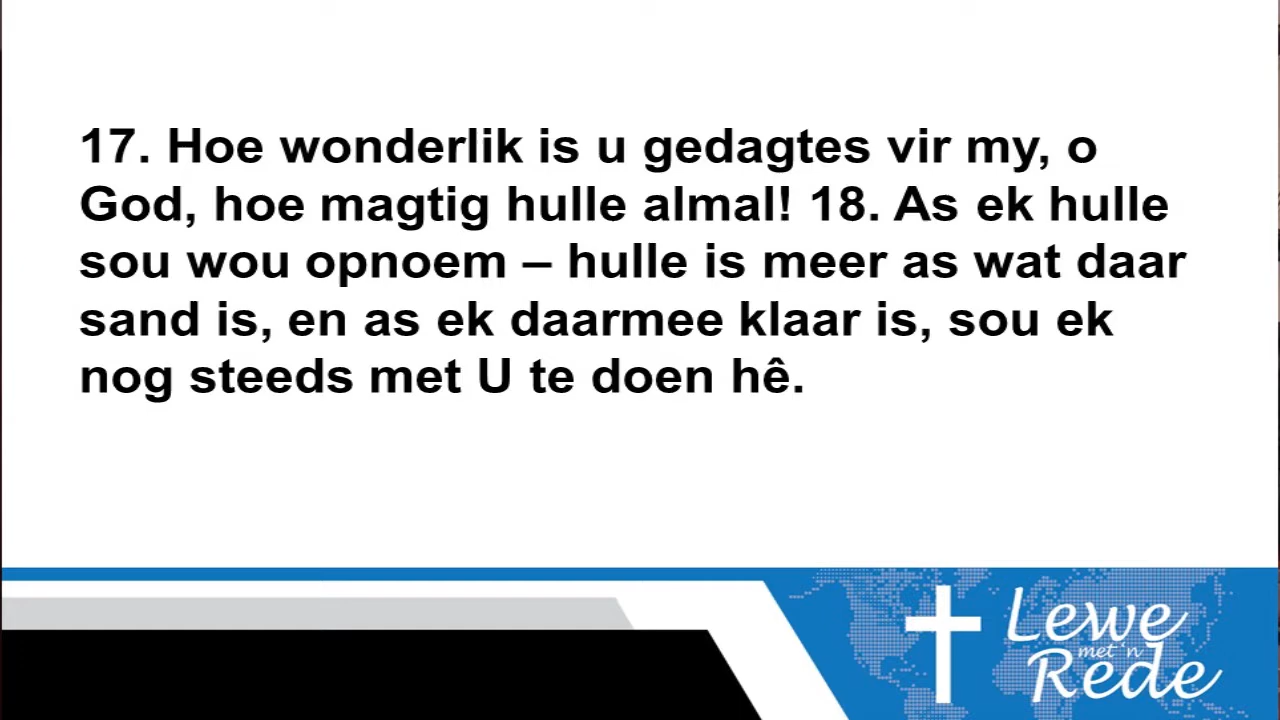 17. Hoe wonderlik is u gedagtes vir my, o
God, hoe magtig hulle almal! 18. As ek hulle
sou wou opnoem – hulle is meer as wat daar
sand is, en as ek daarmee klaar is, sou ek
nog steeds met U te doen hê.
Lewe
met 'n
Rede